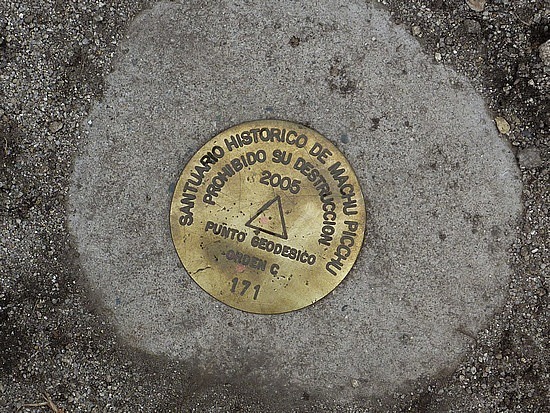 SANTUARIO HISTORICO DE MACHU PICCHU
PROHIBIDO SU DESTRUCCION
2005
PUNTO GEODESICO
ORDEN C
171